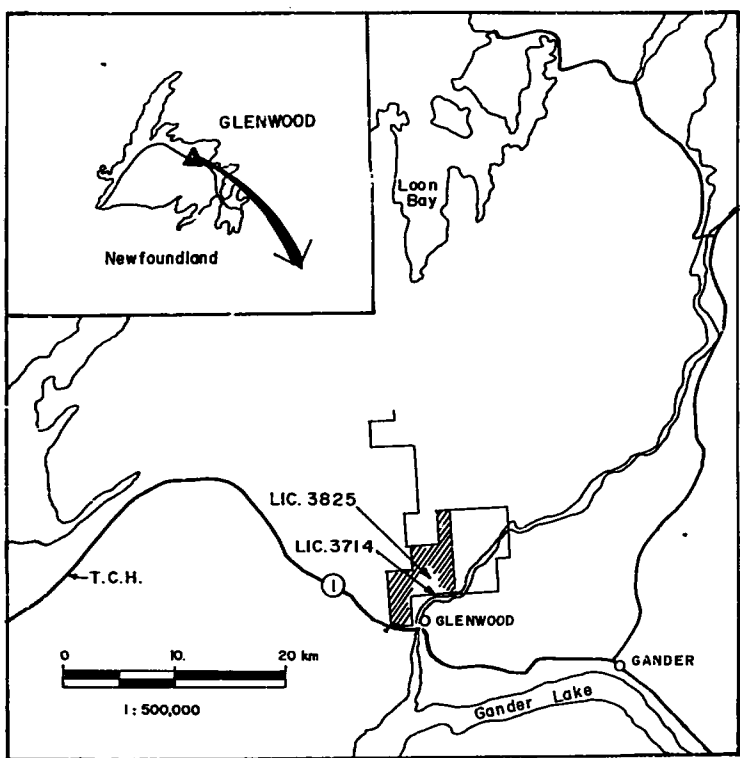 GLENWOOD
Newfoundland
Loon
Bay
LIC. 3825
LIC. 3714
T.C.H.
1
GLENWOOD
GANDER
Gander Lake
0 10. 20 km
1:500,000